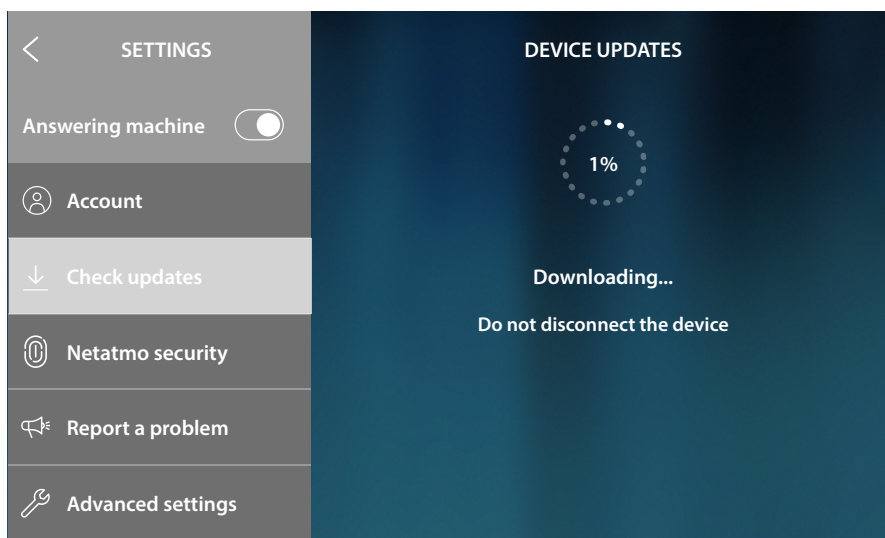 SETTINGS
Answering machine
Account
Check updates
Netatmo security
Report a problem
Advanced settings
DEVICE UPDATES
1%
Downloading...
Do not disconnect the device